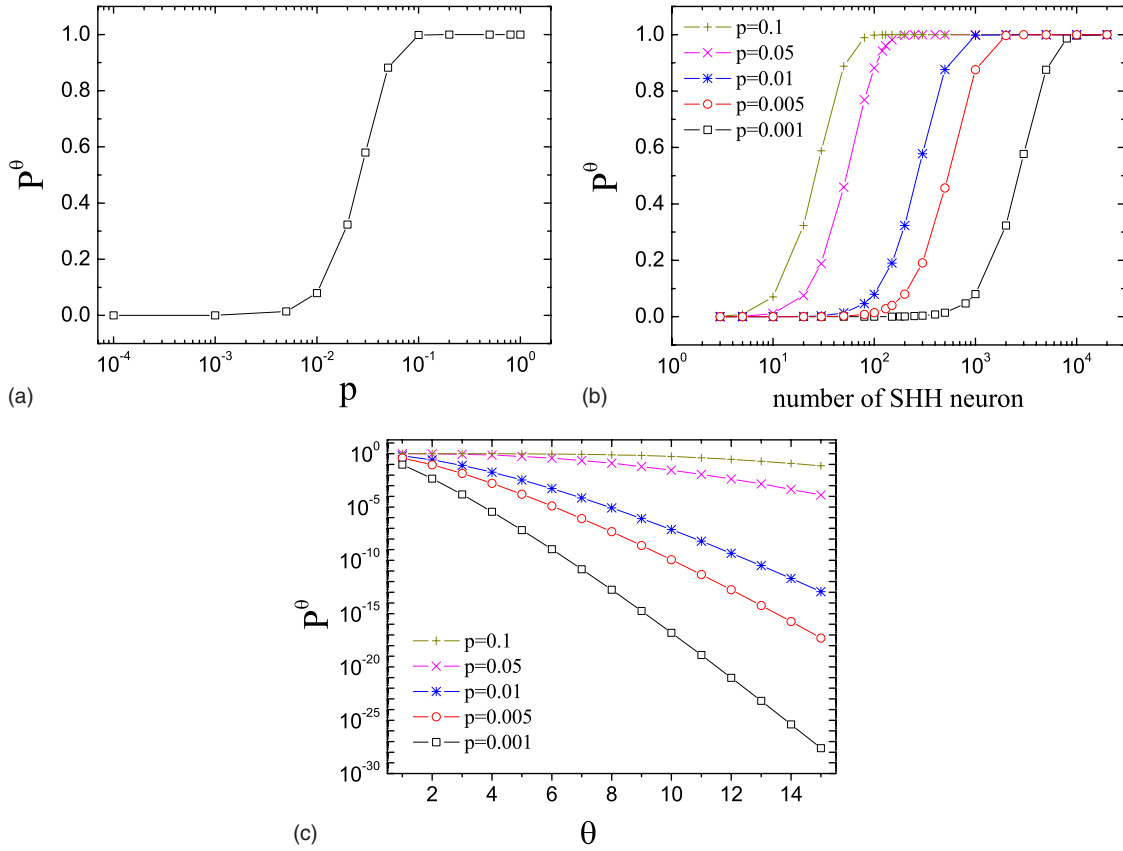 1.0
0.8
0.6
0.4
0.2
0.0
P^θ
10^-4 10^-3 10^-2 10^-1 10^0
p
(a)
p=0.1
p=0.05
p=0.01
p=0.005
p=0.001
1.0
0.8
0.6
0.4
0.2
0.0
P^θ
10^0 10^1 10^2 10^3 10^4
number of SHH neuron
(b)
10^0
10^-5
10^-10
10^-15
10^-20
10^-25
10^-30
P^θ
p=0.1
p=0.05
p=0.01
p=0.005
p=0.001
2 4 6 8 10 12 14
θ
(c)